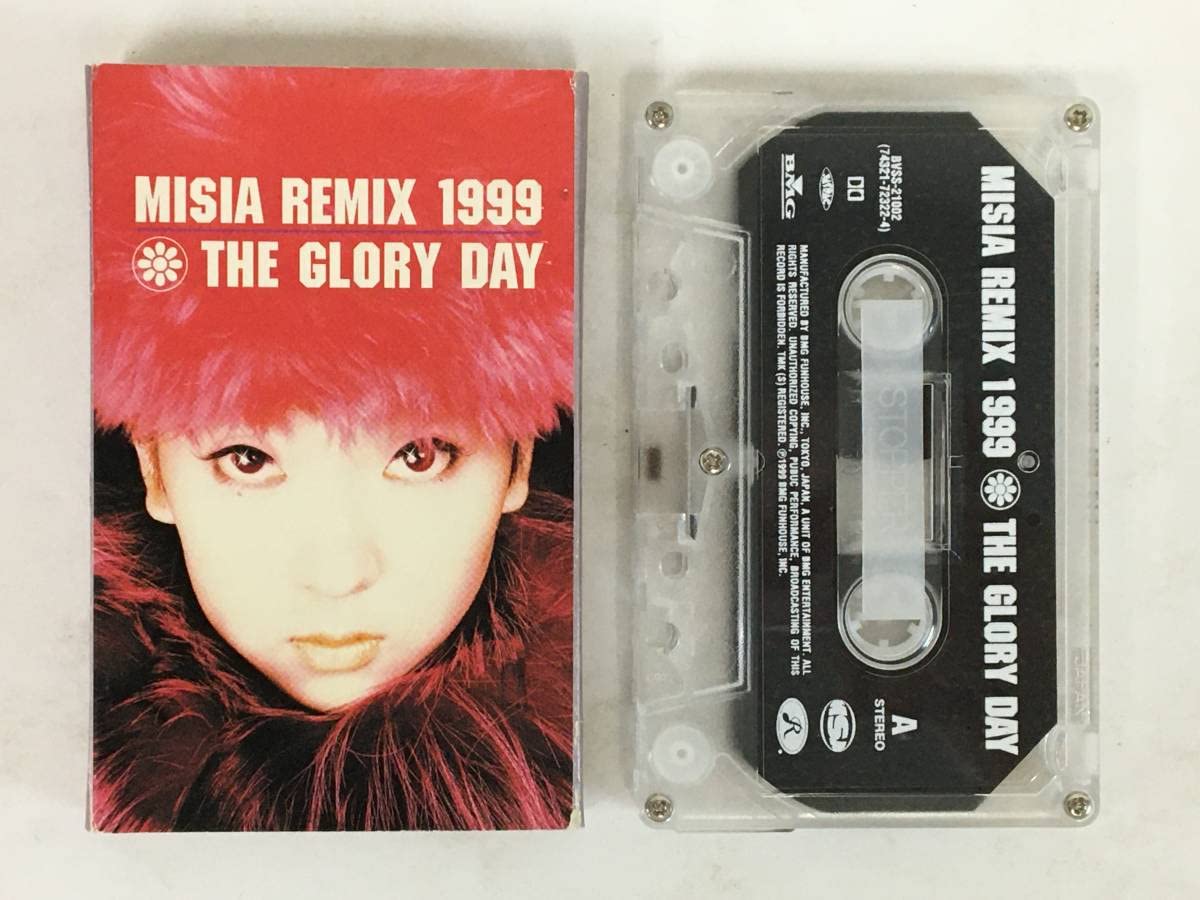 MISIA REMIX 1999
THE GLORY DAY
MISIA REMIX 1999 THE GLORY DAY
BVSS-21002
(74321-72322-4)
BMG
MANUFACTURED BY BMG FUNHOUSE, INC., TOKYO, JAPAN, A UNIT OF BMG ENTERTAINMENT. ALL
RIGHTS RESERVED. UNAUTHORIZED COPYING, PUBLIC PERFORMANCE, BROADCASTING OF THIS
RECORD IS FORBIDDEN. TMK (S) REGISTERED. ℗1999 BMG FUNHOUSE, INC.
STOPPER
A
STEREO
R